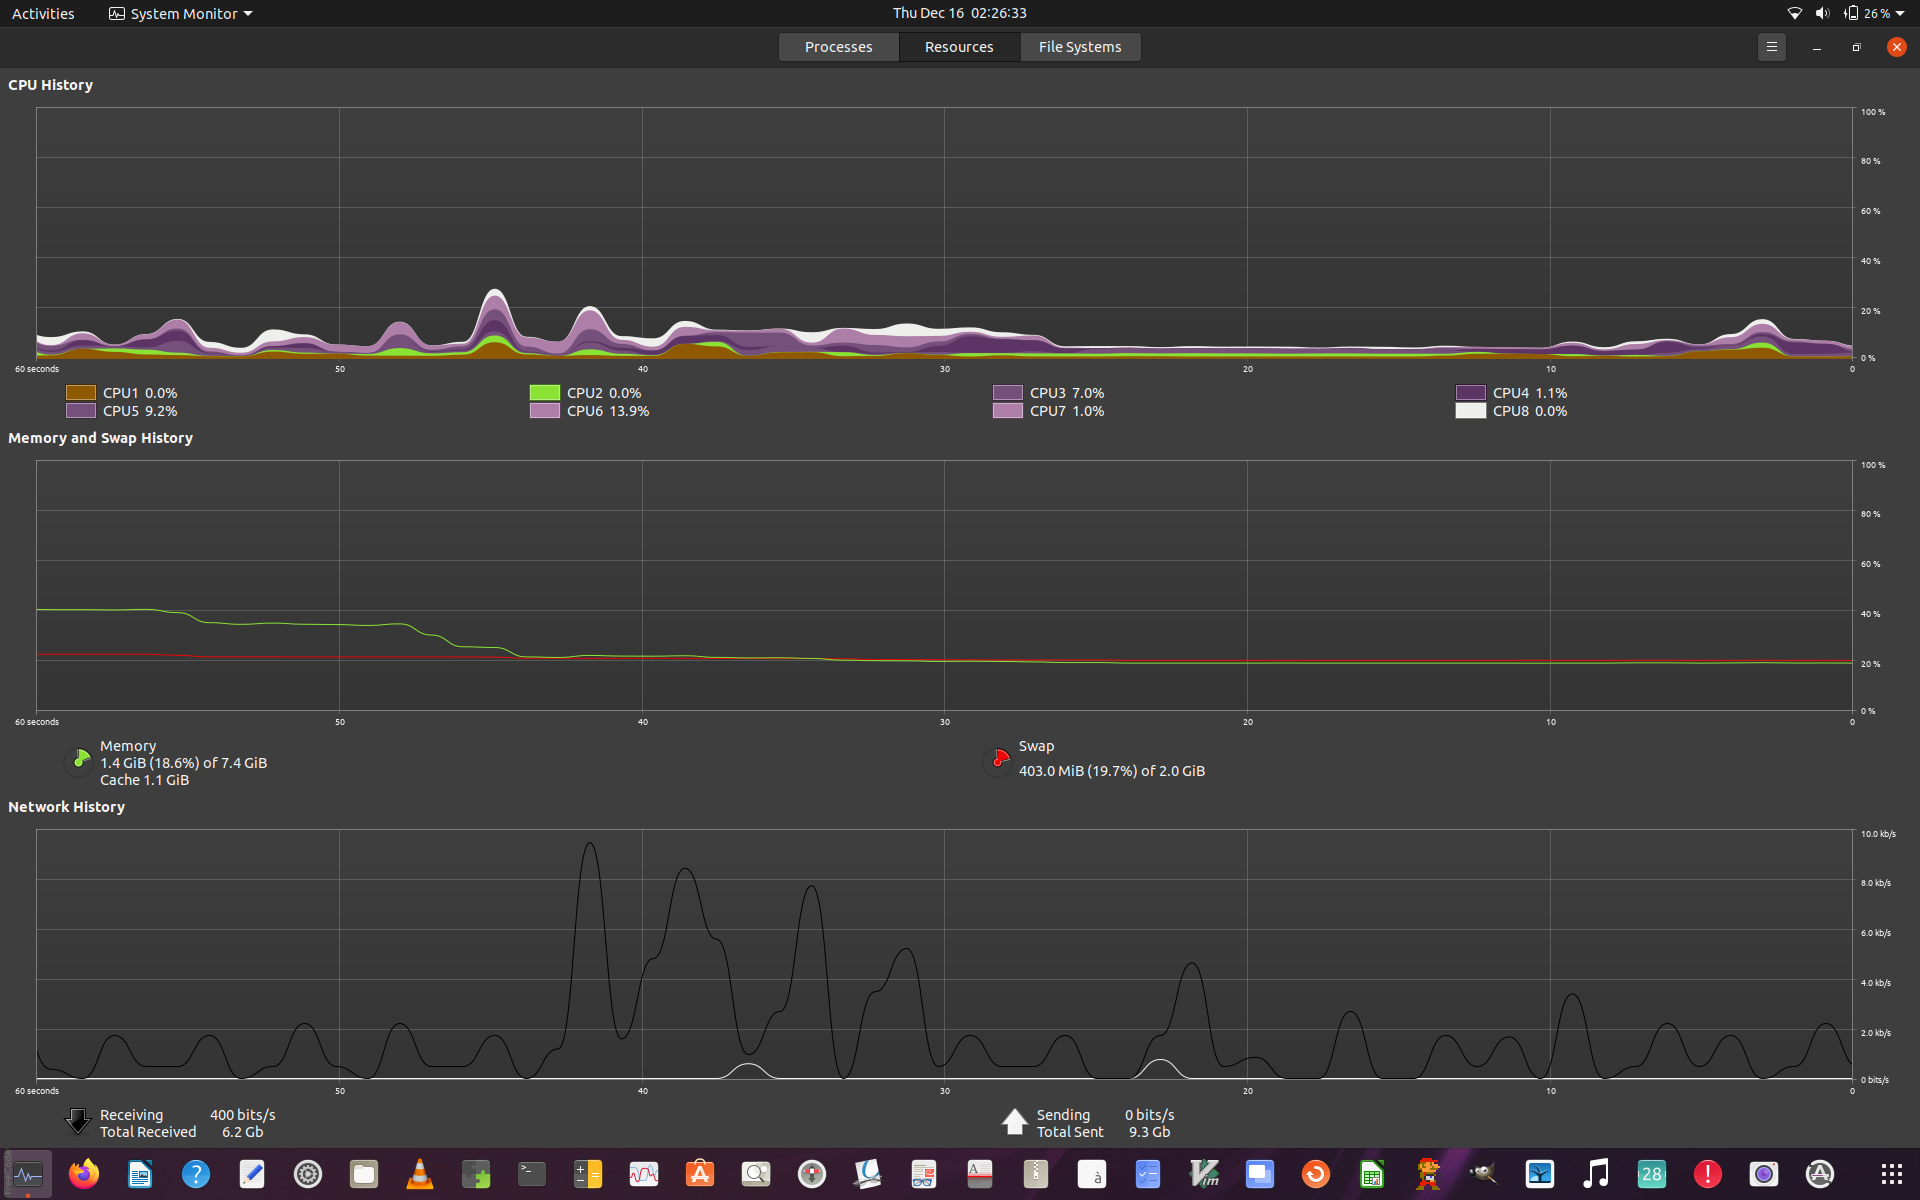 Activities System Monitor Thu Dec 16 02:26:33 26 %
Processes Resources File Systems
CPU History
100 %
80 %
60 %
40 %
20 %
0 %
60 seconds 50 40 30 20 10 0
CPU1 0.0% CPU2 0.0% CPU3 7.0% CPU4 1.1%
CPU5 9.2% CPU6 13.9% CPU7 1.0% CPU8 0.0%
Memory and Swap History
100 %
80 %
60 %
40 %
20 %
0 %
60 seconds 50 40 30 20 10 0
Memory
1.4 GiB (18.6%) of 7.4 GiB
Cache 1.1 GiB
Swap
403.0 MiB (19.7%) of 2.0 GiB
Network History
10.0 kb/s
8.0 kb/s
6.0 kb/s
4.0 kb/s
2.0 kb/s
0 bits/s
60 seconds 50 40 30 20 10 0
Receiving 400 bits/s
Total Received 6.2 Gb
Sending 0 bits/s
Total Sent 9.3 Gb
? >_ A à Vim 28 !